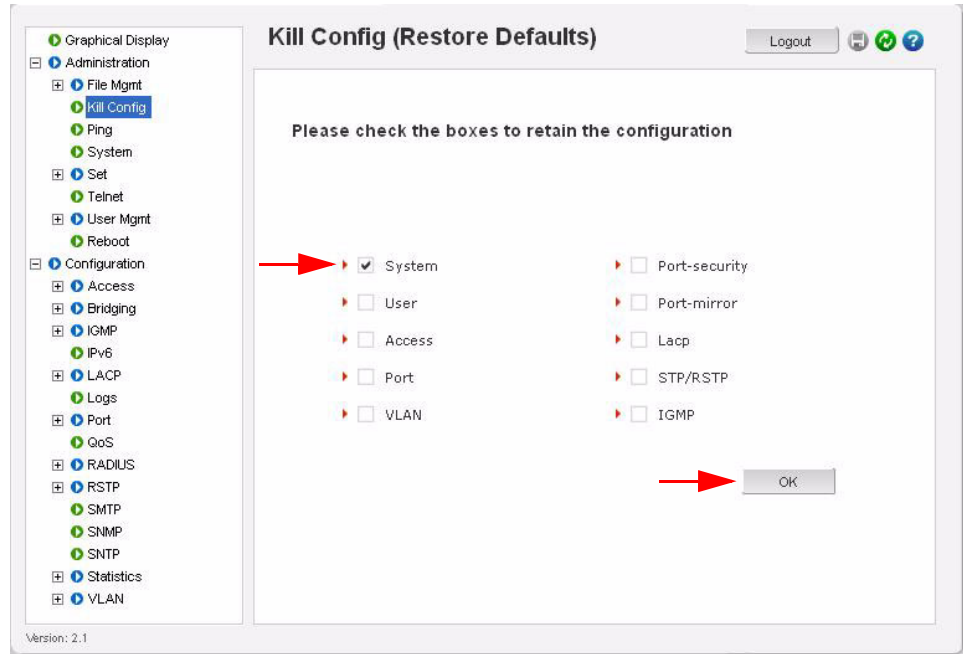 Graphical Display
Administration
File Mgmt
Kill Config
Ping
System
Set
Telnet
User Mgmt
Reboot
Configuration
Access
Bridging
IGMP
IPv6
LACP
Logs
Port
QoS
RADIUS
RSTP
SMTP
SNMP
SNTP
Statistics
VLAN
Version: 2.1
Kill Config (Restore Defaults)
Logout
?
Please check the boxes to retain the configuration
System
Port-security
User
Port-mirror
Access
Lacp
Port
STP/RSTP
VLAN
IGMP
OK